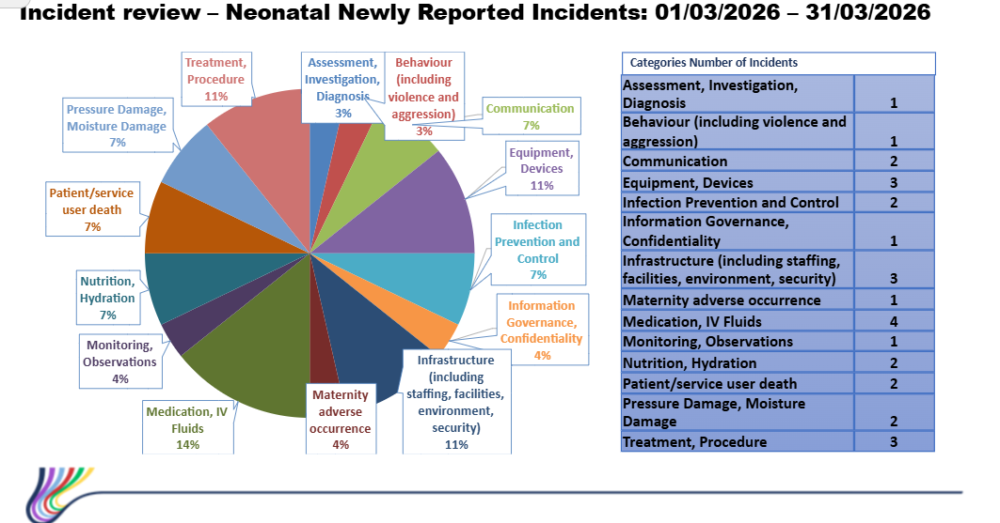 Incident review – Neonatal Newly Reported Incidents: 01/03/2026 – 31/03/2026
Treatment,
Procedure
11%
Assessment,
Investigation,
Diagnosis
3%
Behaviour
(including
violence and
aggression)
3%
Communication
7%
Pressure Damage,
Moisture Damage
7%
Equipment,
Devices
11%
Patient/service
user death
7%
Infection
Prevention and
Control
7%
Nutrition,
Hydration
7%
Information
Governance,
Confidentiality
4%
Monitoring,
Observations
4%
Infrastructure
(including
staffing, facilities,
environment,
security)
11%
Maternity
adverse
occurrence
4%
Medication, IV
Fluids
14%
Categories Number of Incidents
Assessment, Investigation,
Diagnosis 1
Behaviour (including violence and
aggression) 1
Communication 2
Equipment, Devices 3
Infection Prevention and Control 2
Information Governance,
Confidentiality 1
Infrastructure (including staffing,
facilities, environment, security) 3
Maternity adverse occurrence 1
Medication, IV Fluids 4
Monitoring, Observations 1
Nutrition, Hydration 2
Patient/service user death 2
Pressure Damage, Moisture
Damage 2
Treatment, Procedure 3